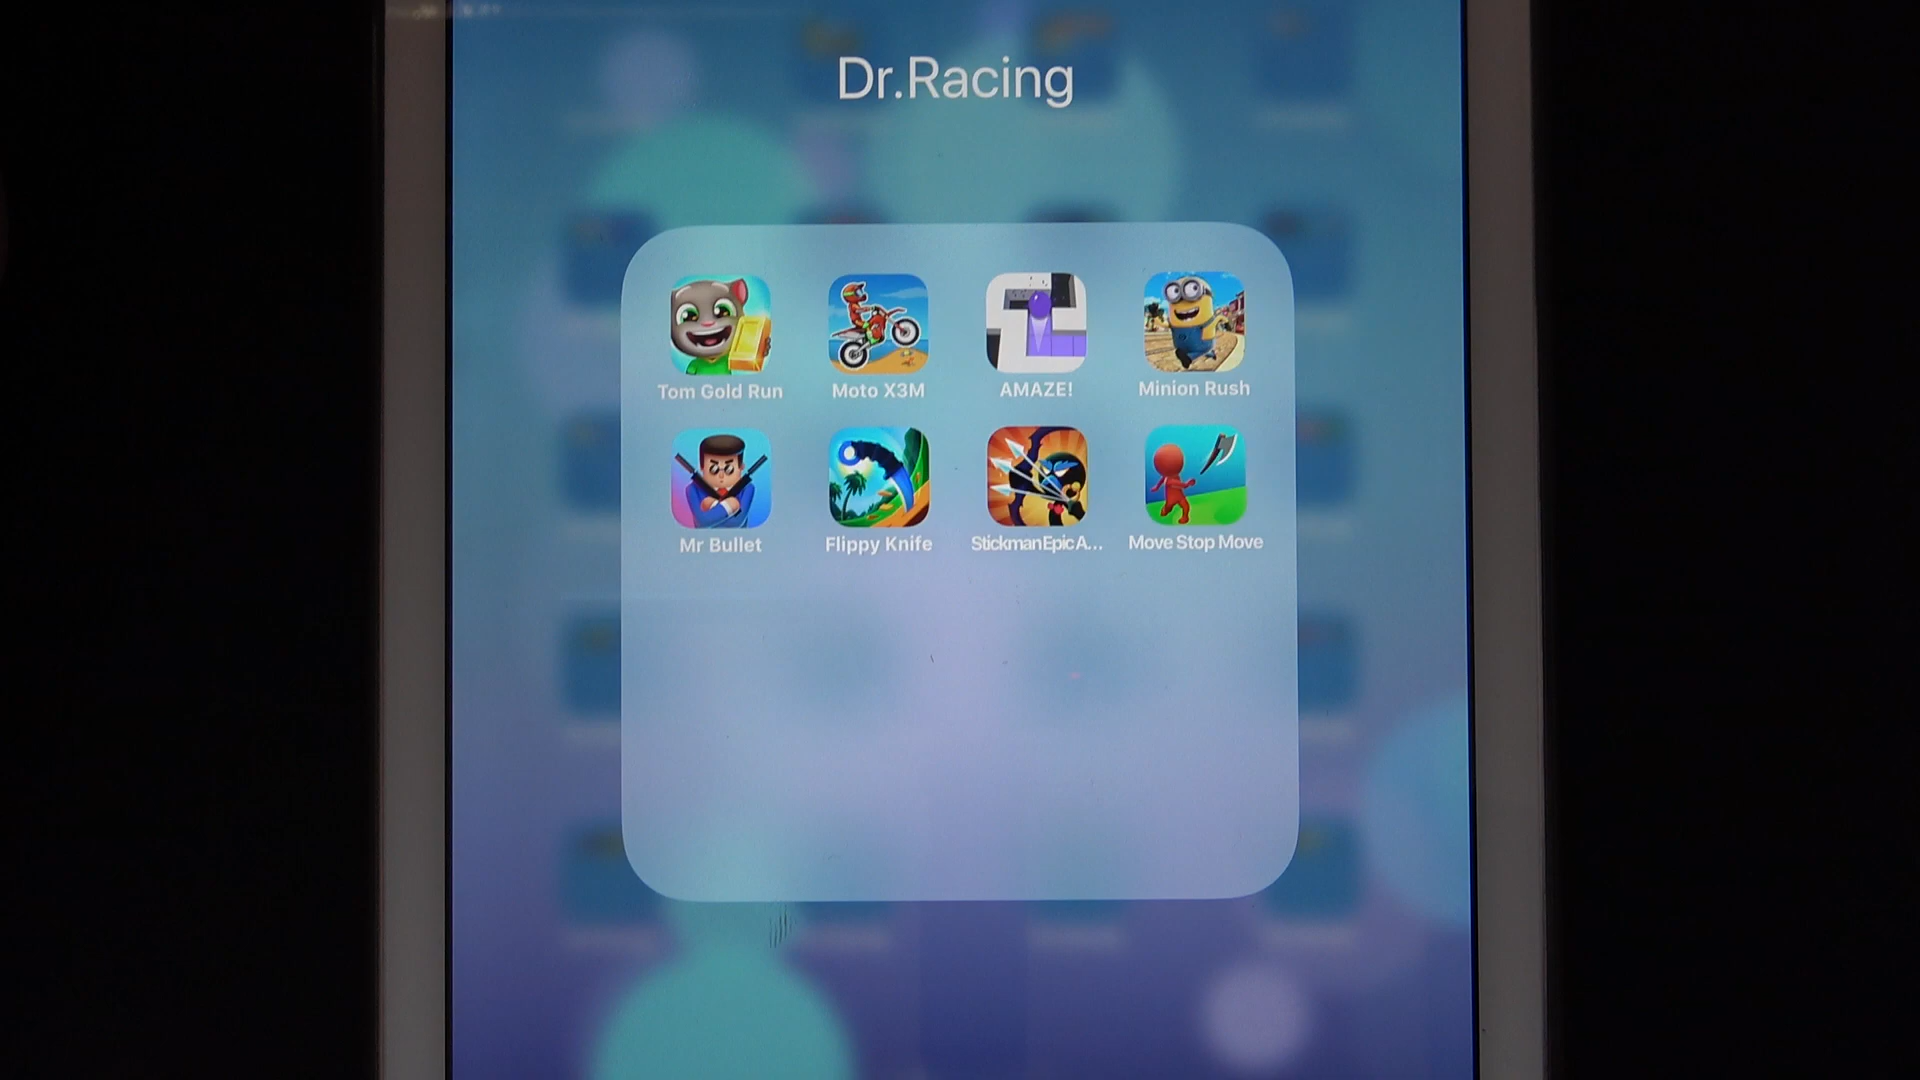 Dr.Racing
Tom Gold Run
Moto X3M
AMAZE!
Minion Rush
Mr Bullet
Flippy Knife
StickmanEpicA...
Move Stop Move